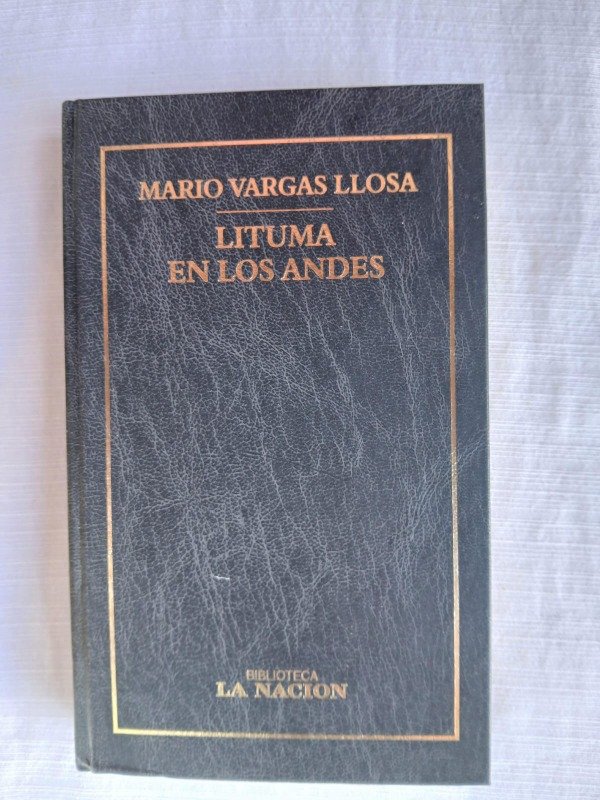 MARIO VARGAS LLOSA
LITUMA
EN LOS ANDES
BIBLIOTECA
LA NACION